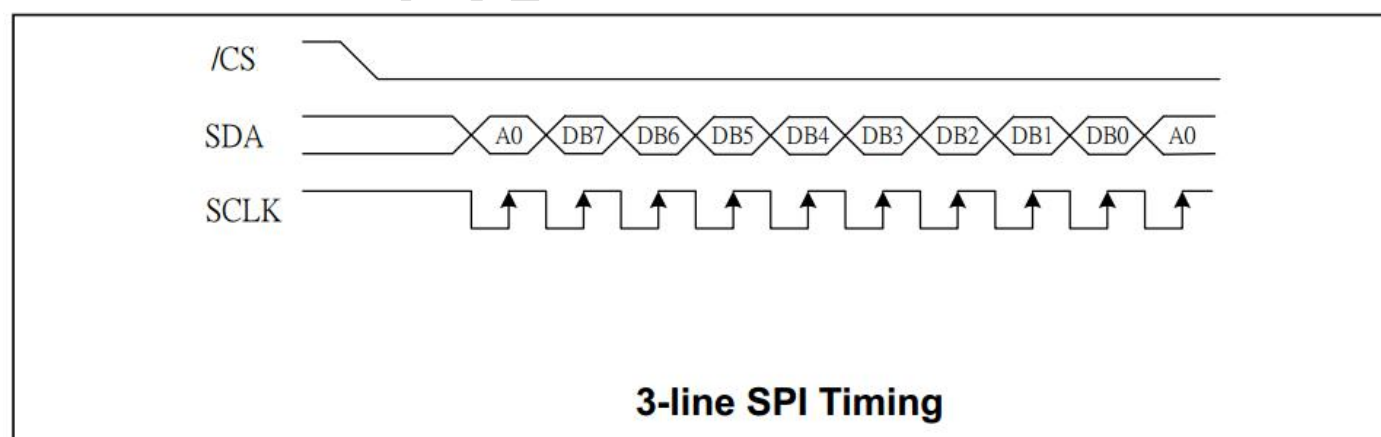 /CS
SDA A0 DB7 DB6 DB5 DB4 DB3 DB2 DB1 DB0 A0
SCLK
3-line SPI Timing